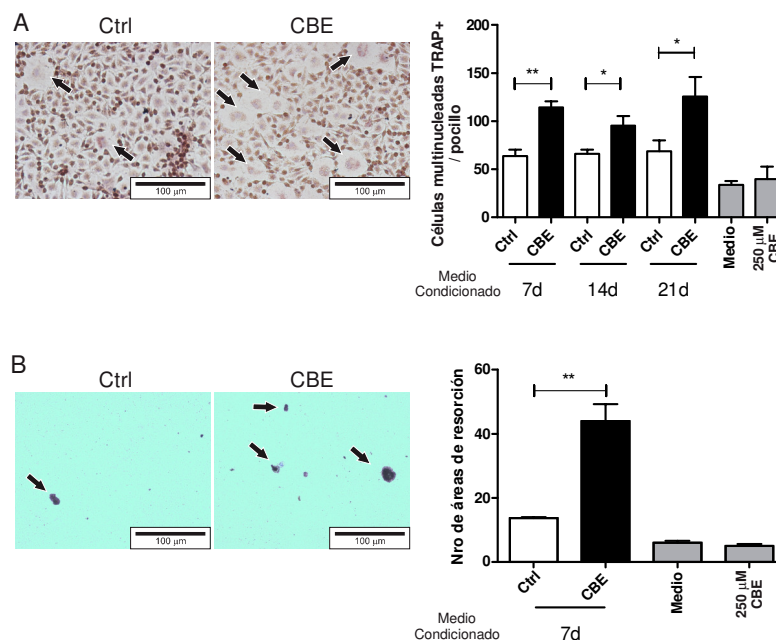 A
Ctrl
CBE
100 µm
100 µm
Células multinucleadas TRAP+
/ pocillo
200
150
100
50
0
**
*
*
Ctrl
CBE
Ctrl
CBE
Ctrl
CBE
Medio
250 µM
CBE
Medio
Condicionado
7d
14d
21d
B
Ctrl
CBE
100 µm
100 µm
Nro de áreas de resorción
60
40
20
0
**
Ctrl
CBE
Medio
250 µM
CBE
Medio
Condicionado
7d